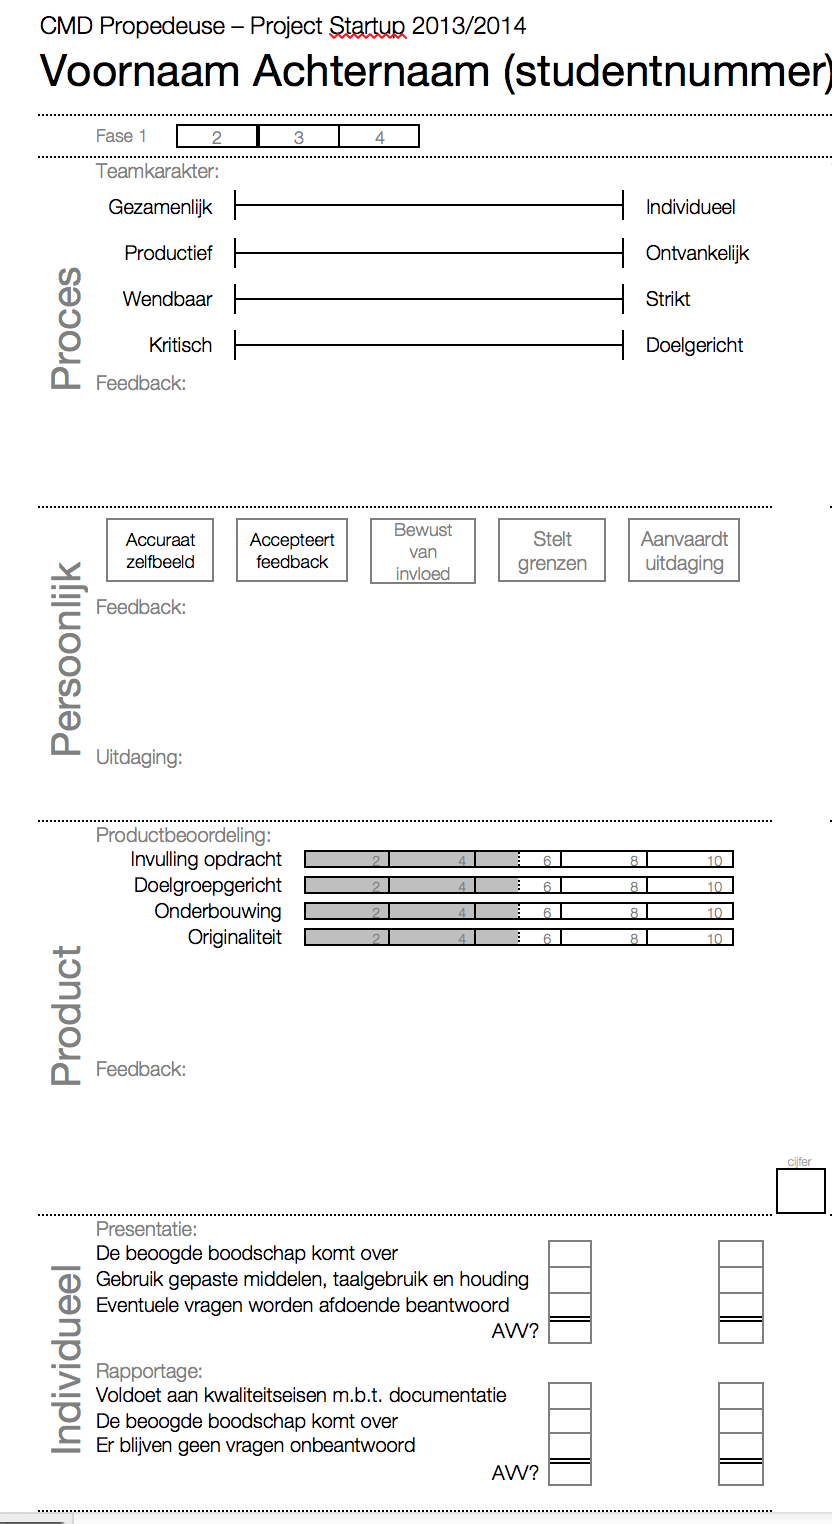 CMD Propedeuse – Project Startup 2013/2014
Voornaam Achternaam (studentnummer)
Fase 1 2 3 4
Teamkarakter:
Gezamenlijk Individueel
Productief Ontvankelijk
Wendbaar Strikt
Kritisch Doelgericht
Proces
Feedback:
Accuraat zelfbeeld
Accepteert feedback
Bewust van invloed
Stelt grenzen
Aanvaardt uitdaging
Persoonlijk
Feedback:
Uitdaging:
Productbeoordeling:
Invulling opdracht 2 4 6 8 10
Doelgroepgericht 2 4 6 8 10
Onderbouwing 2 4 6 8 10
Originaliteit 2 4 6 8 10
Product
Feedback:
cijfer
Individueel
Presentatie:
De beoogde boodschap komt over
Gebruik gepaste middelen, taalgebruik en houding
Eventuele vragen worden afdoende beantwoord
AVV?
Rapportage:
Voldoet aan kwaliteitseisen m.b.t. documentatie
De beoogde boodschap komt over
Er blijven geen vragen onbeantwoord
AVV?